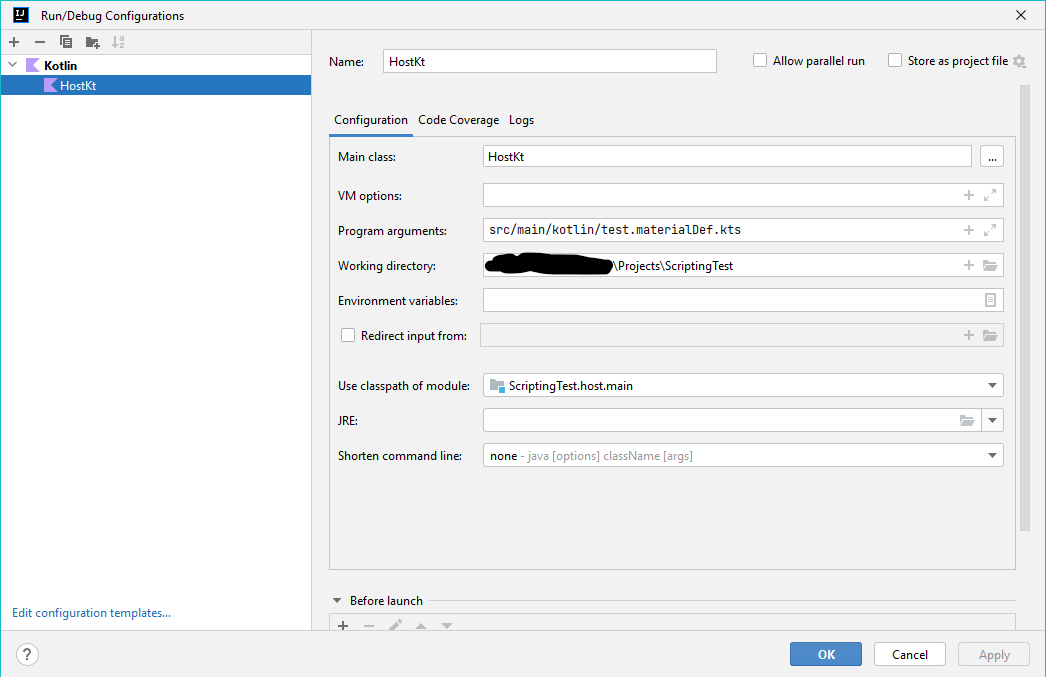 Run/Debug Configurations
Kotlin
HostKt
Edit configuration templates...
Name: HostKt Allow parallel run Store as project file
Configuration Code Coverage Logs
Main class: HostKt ...
VM options:
Program arguments: src/main/kotlin/test.materialDef.kts
Working directory: \Projects\ScriptingTest
Environment variables:
Redirect input from:
Use classpath of module: ScriptingTest.host.main
JRE:
Shorten command line: none - java [options] className [args]
Before launch
? OK Cancel Apply